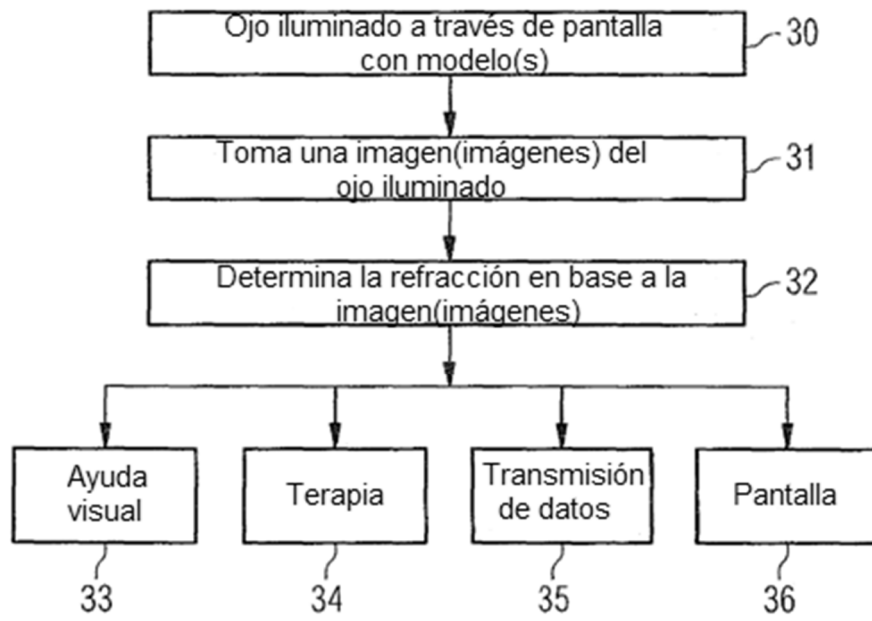 Ojo iluminado a través de pantalla
con modelo(s)
30
Toma una imagen(imágenes) del
ojo iluminado
31
Determina la refracción en base a la
imagen(imágenes)
32
Ayuda
visual
Terapia
Transmisión
de datos
Pantalla
33
34
35
36